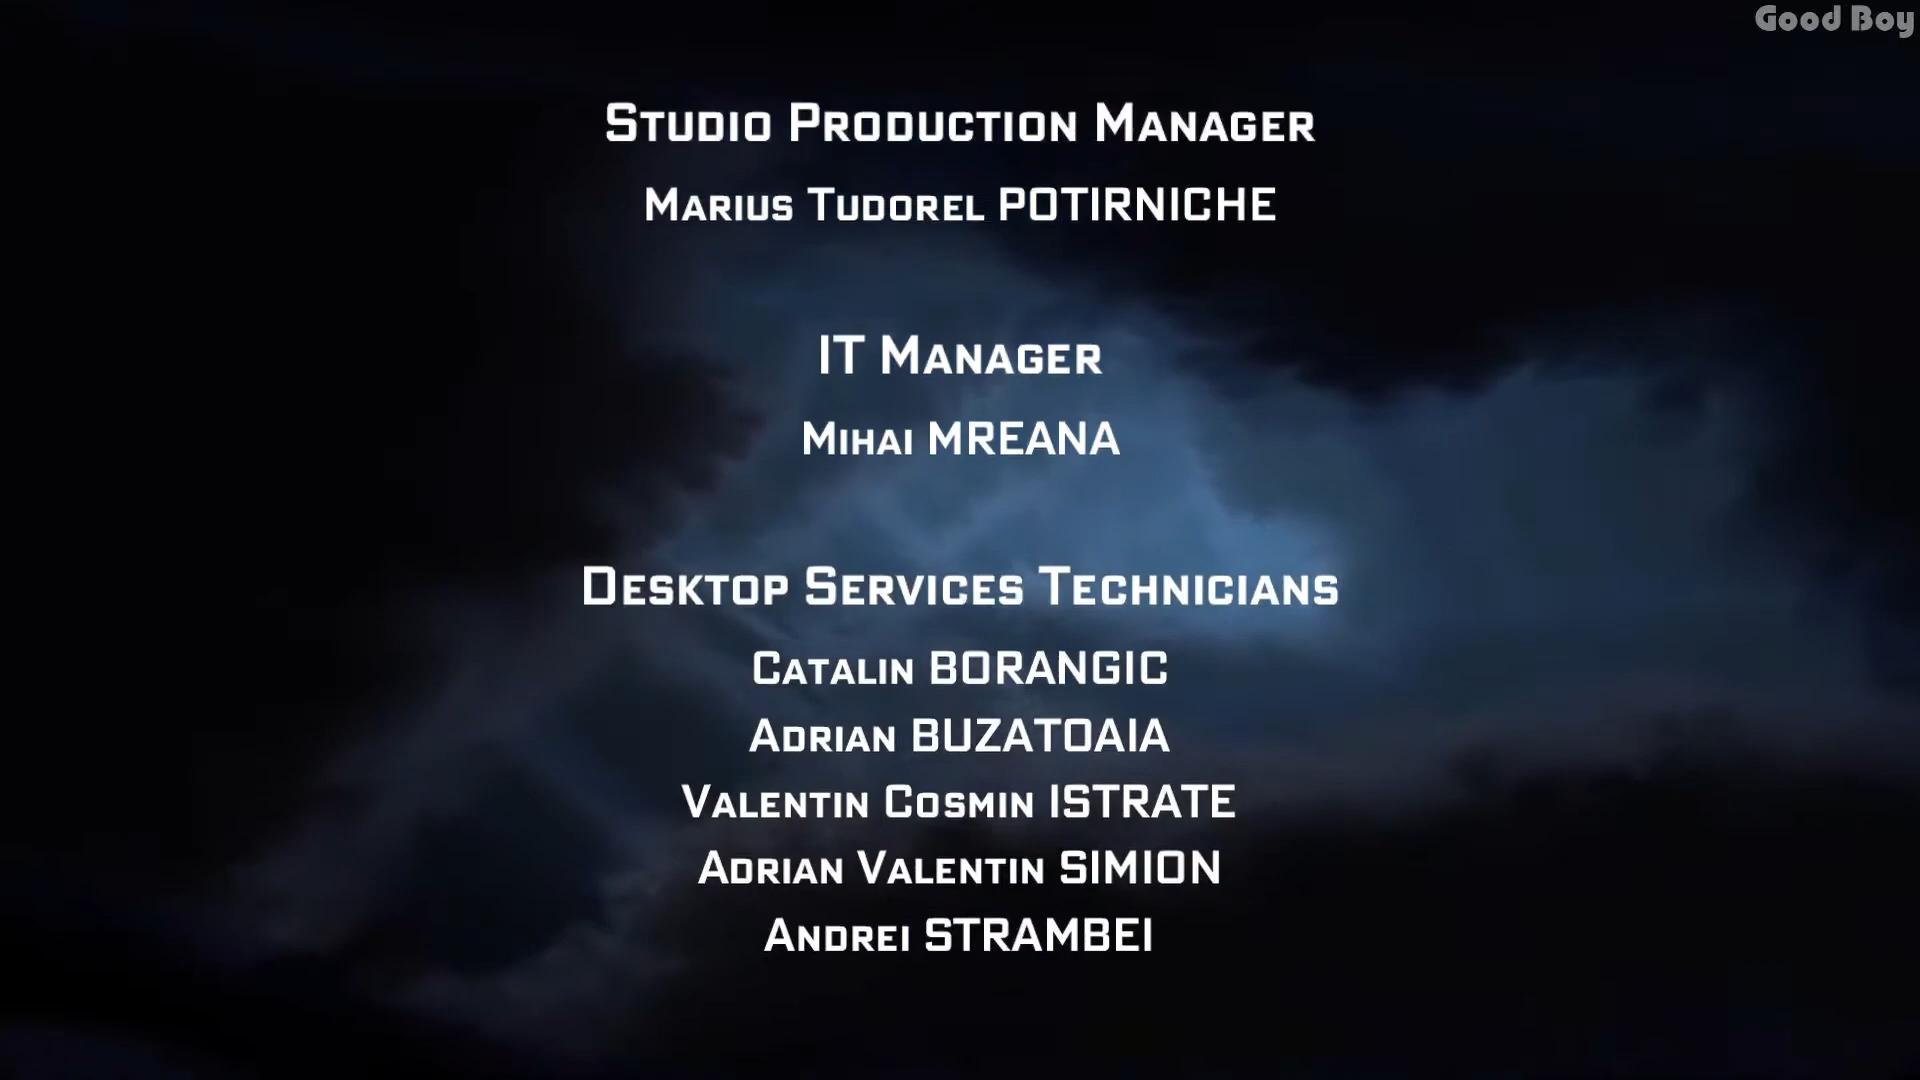 Good Boy
Studio Production Manager
Marius Tudorel POTIRNICHE
IT Manager
Mihai MREANA
Desktop Services Technicians
Catalin BORANGIC
Adrian BUZATOAIA
Valentin Cosmin ISTRATE
Adrian Valentin SIMION
Andrei STRAMBEI